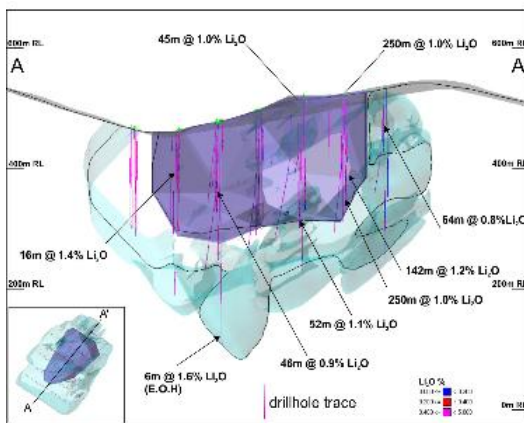 45m @ 1.0% Li₂O
250m @ 1.0% Li₂O
600m RL
600m RL
A
A'
400m RL
400m RL
64m @ 0.8% Li₂O
16m @ 1.4% Li₂O
142m @ 1.2% Li₂O
200m RL
200m RL
250m @ 1.0% Li₂O
52m @ 1.1% Li₂O
A'
46m @ 0.9% Li₂O
6m @ 1.6% Li₂O
(E.O.H)
A
drillhole trace
Li₂O %
0m RL